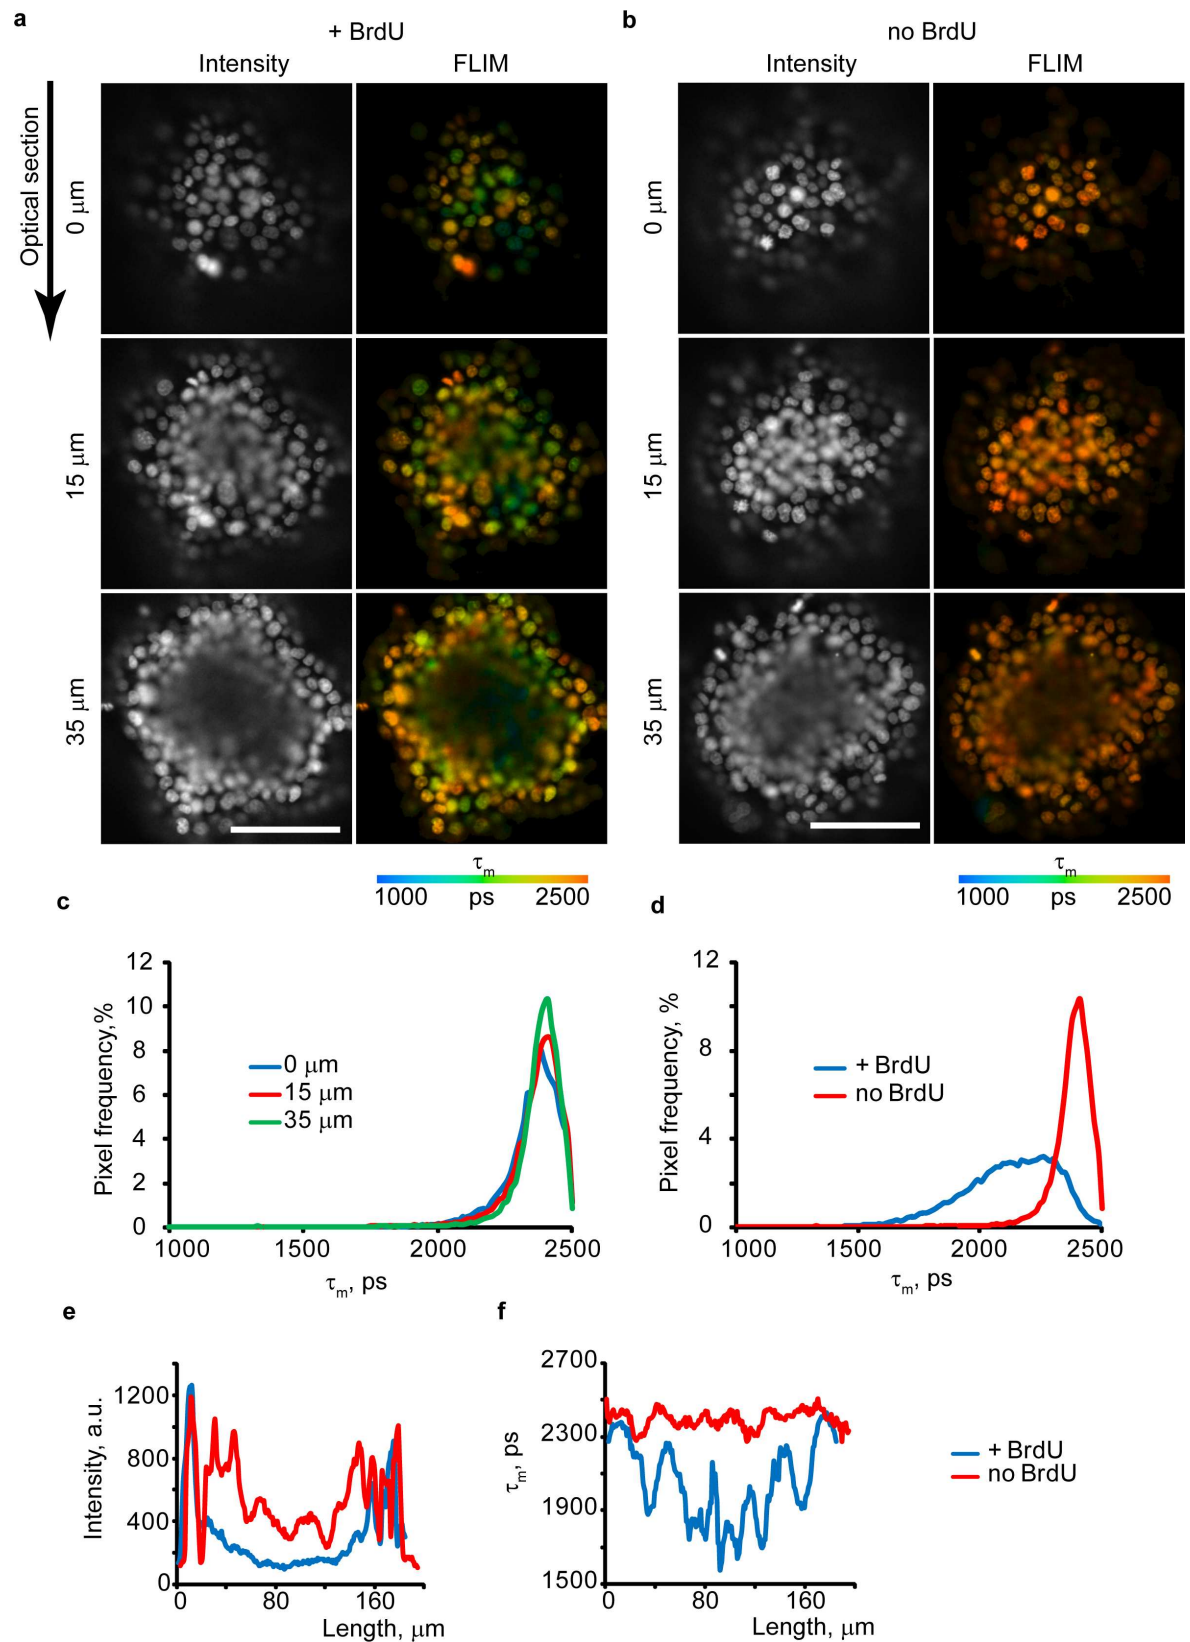 a
+ BrdU
Intensity
FLIM
b
no BrdU
Intensity
FLIM
Optical section
0 μm
15 μm
35 μm
0 μm
15 μm
35 μm
τm
1000 ps 2500
τm
1000 ps 2500
c
12
10
8
6
4
2
0
Pixel frequency,%
0 μm
15 μm
35 μm
1000 1500 2000 2500
τm, ps
d
12
8
4
0
Pixel frequency, %
+ BrdU
no BrdU
1000 1500 2000 2500
τm, ps
e
1200
800
400
0
Intensity, a.u.
0 80 160
Length, μm
f
2700
2300
1900
1500
τm, ps
0 80 160
Length, μm
+ BrdU
no BrdU